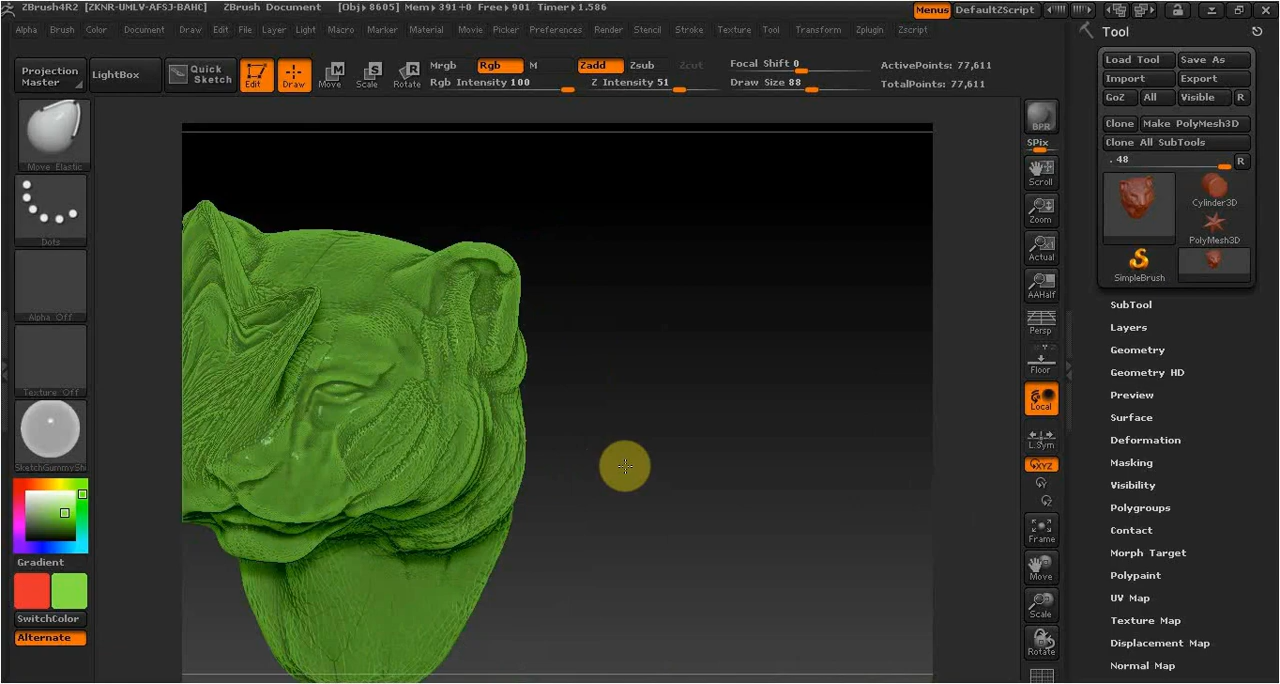 ZBrush4R2 [ZKNR-UMLV-AFSJ-BAHC] ZBrush Document [Obj▸8605] Mem▸391+0 Free▸901 Timer▸1.586 Menus DefaultZScript
Alpha Brush Color Document Draw Edit File Layer Light Macro Marker Material Movie Picker Preferences Render Stencil Stroke Texture Tool Transform Zplugin Zscript
Tool
Projection Master
LightBox
Quick Sketch
Edit
Draw
Move
Scale
Rotate
Mrgb Rgb M
Rgb Intensity 100
Zadd Zsub Zcut
Z Intensity 51
Focal Shift 0
Draw Size 88
ActivePoints: 77,611
TotalPoints: 77,611
Move Elastic
Dots
Alpha Off
Texture Off
SketchGummyShi
Gradient
SwitchColor
Alternate
BPR
SPix
Scroll
Zoom
Actual
AAHalf
Persp
Floor
Local
L.Sym
XYZ
Frame
Move
Scale
Rotate
Load Tool Save As
Import Export
GoZ All Visible R
Clone Make PolyMesh3D
Clone All SubTools
. 48 R
Cylinder3D
PolyMesh3D
SimpleBrush
SubTool
Layers
Geometry
Geometry HD
Preview
Surface
Deformation
Masking
Visibility
Polygroups
Contact
Morph Target
Polypaint
UV Map
Texture Map
Displacement Map
Normal Map